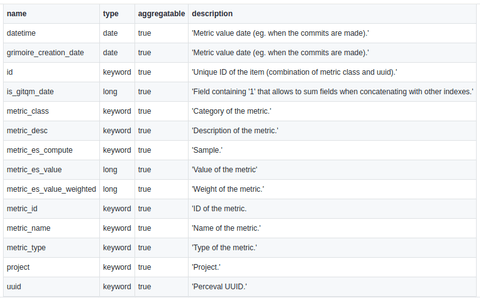 name type aggregatable description
datetime date true 'Metric value date (eg. when the commits are made).'
grimoire_creation_date date true 'Metric value date (eg. when the commits are made).'
id keyword true 'Unique ID of the item (combination of metric class and uuid).'
is_gitqm_date long true 'Field containing '1' that allows to sum fields when concatenating with other indexes.'
metric_class keyword true 'Category of the metric.'
metric_desc keyword true 'Description of the metric.'
metric_es_compute keyword true 'Sample.'
metric_es_value long true 'Value of the metric'
metric_es_value_weighted long true 'Weight of the metric.'
metric_id keyword true 'ID of the metric.
metric_name keyword true 'Name of the metric.'
metric_type keyword true 'Type of the metric.'
project keyword true 'Project.'
uuid keyword true 'Perceval UUID.'